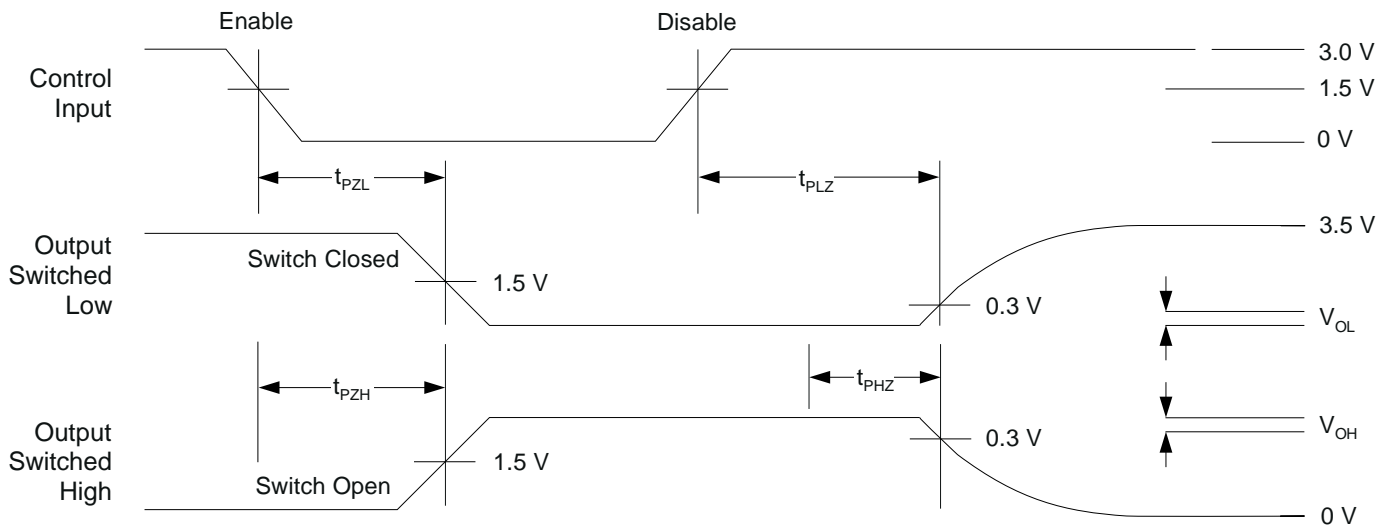 Enable
Disable
Control
Input
3.0 V
1.5 V
0 V
tPZL
tPLZ
Output
Switched
Low
Switch Closed
1.5 V
0.3 V
3.5 V
VOL
tPZH
tPHZ
Output
Switched
High
Switch Open
1.5 V
0.3 V
VOH
0 V